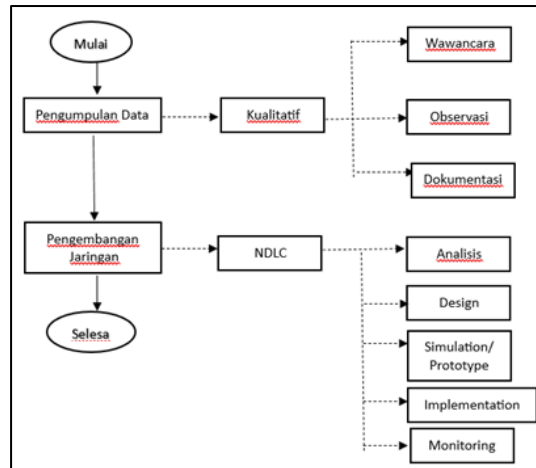 Mulai
Wawancara
Pengumpulan Data
Kualitatif
Observasi
Dokumentasi
Pengembangan
Jaringan
NDLC
Analisis
Design
Selesa
Simulation/
Prototype
Implementation
Monitoring